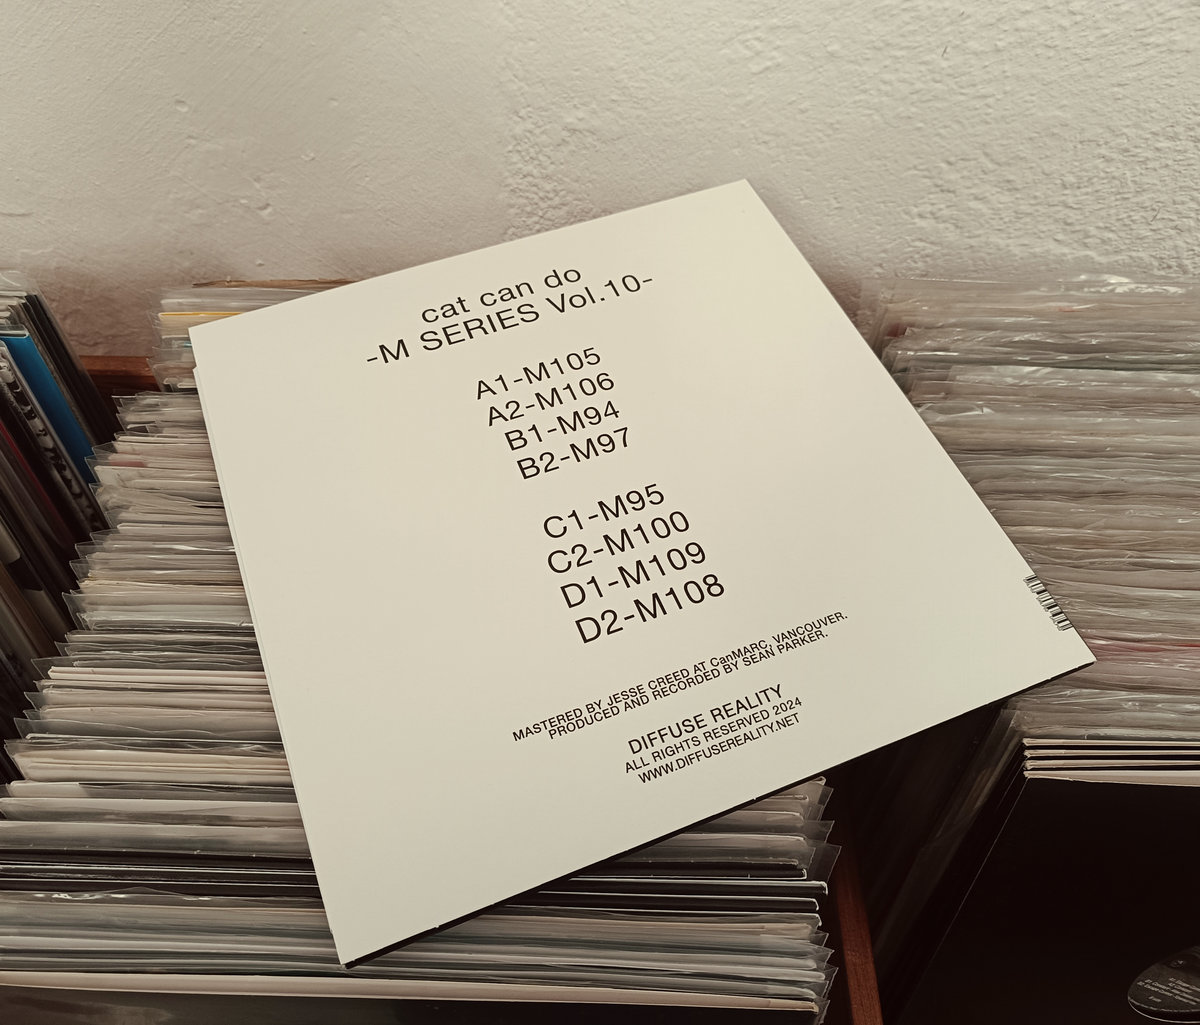 cat can do
-M SERIES Vol.10-
A1-M105
A2-M106
B1-M94
B2-M97
C1-M95
C2-M100
D1-M109
D2-M108
MASTERED BY JESSE CREED AT CanMARC, VANCOUVER.
PRODUCED AND RECORDED BY SEAN PARKER.
DIFFUSE REALITY
ALL RIGHTS RESERVED 2024
WWW.DIFFUSEREALITY.NET